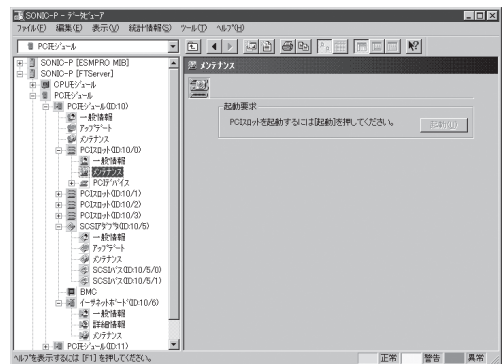 SONIC-P - データビューア
ファイル(F) 編集(E) 表示(V) 統計情報(S) ツール(T) ヘルプ(H)
PCIモジュール
SONIC-P [ESMPRO MIB]
SONIC-P [FTServer]
CPUモジュール
PCIモジュール
PCIモジュール(ID:10)
一般情報
アップデート
メンテナンス
PCIスロット(ID:10/0)
一般情報
メンテナンス
PCIデバイス
PCIスロット(ID:10/1)
PCIスロット(ID:10/2)
PCIスロット(ID:10/3)
SCSIアダプタ(ID:10/5)
一般情報
アップデート
メンテナンス
SCSIバス(ID:10/5/0)
SCSIバス(ID:10/5/1)
BMC
イーサネットボード(ID:10/6)
一般情報
詳細情報
メンテナンス
PCIモジュール(ID:11)
メンテナンス
起動要求
PCIスロットを起動するには[起動]を押してください。
起動(U)
ヘルプを表示するには [F1] を押してください。
正常 警告 異常